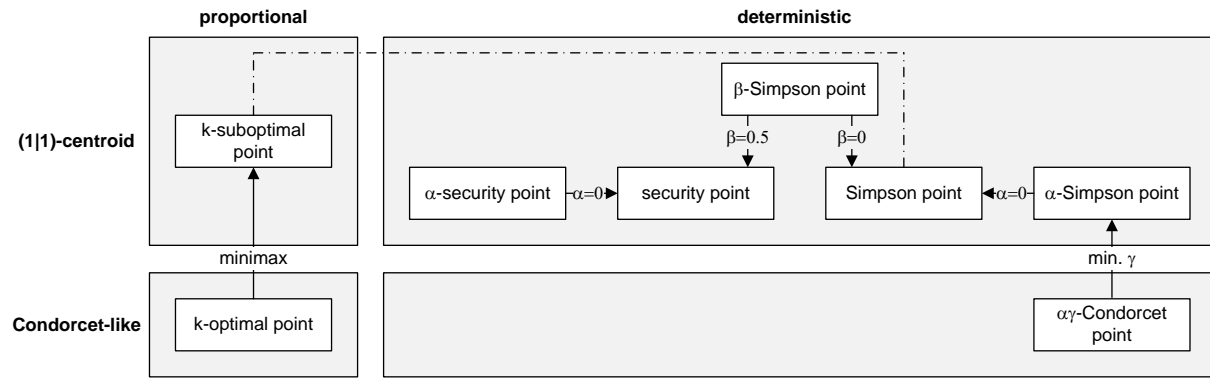 proportional
deterministic
(1|1)-centroid
k-suboptimal
point
β-Simpson point
β=0.5
β=0
α-security point
α=0
security point
Simpson point
α=0
α-Simpson point
minimax
min. γ
Condorcet-like
k-optimal point
αγ-Condorcet
point